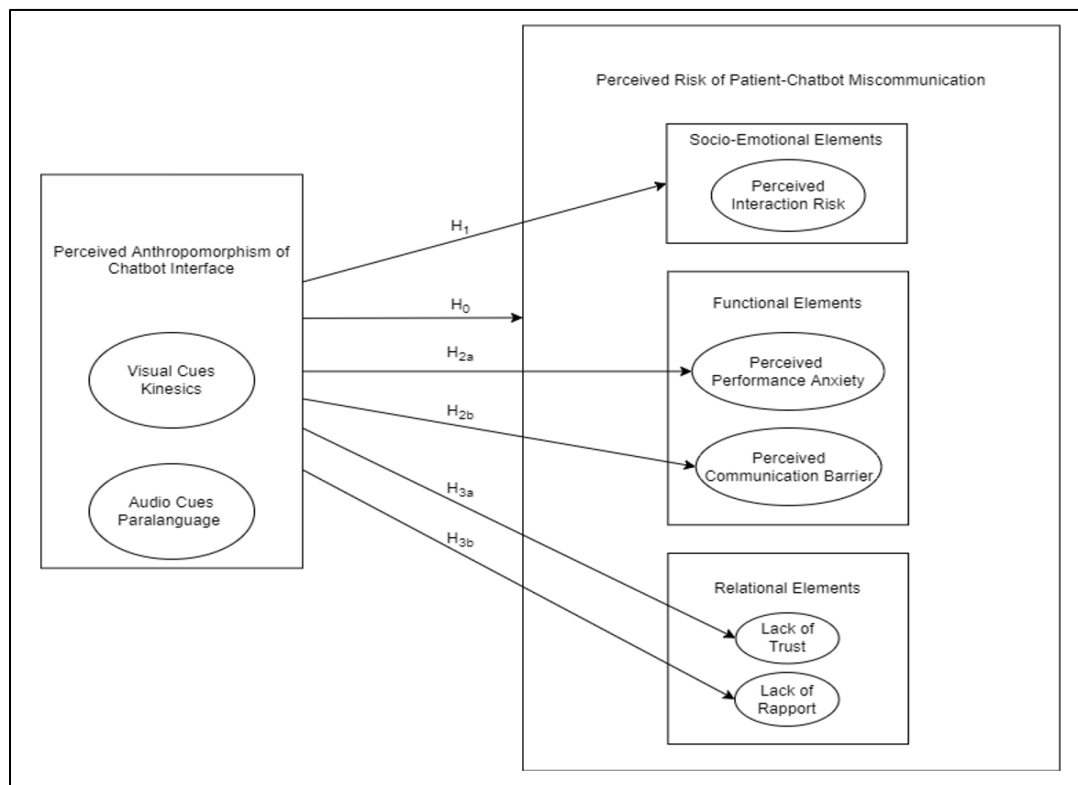 Perceived Risk of Patient-Chatbot Miscommunication
Socio-Emotional Elements
Perceived
Interaction Risk
Perceived Anthropomorphism of
Chatbot Interface
Visual Cues
Kinesics
Audio Cues
Paralanguage
H1
H0
H2a
H2b
H3a
H3b
Functional Elements
Perceived
Performance Anxiety
Perceived
Communication Barrier
Relational Elements
Lack of
Trust
Lack of
Rapport